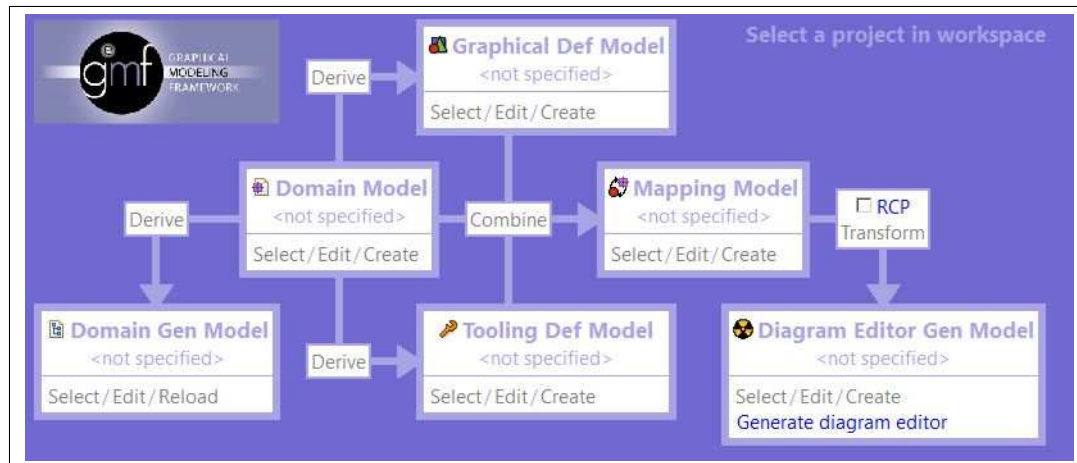 Select a project in workspace
e
gmf
GRAPHICAL
MODELING
FRAMEWORK
Graphical Def Model
<not specified>
Select/Edit/Create
Derive
Domain Model
<not specified>
Select/Edit/Create
Derive
Combine
Mapping Model
<not specified>
Select/Edit/Create
RCP
Transform
Domain Gen Model
<not specified>
Select/Edit/Reload
Derive
Tooling Def Model
<not specified>
Select/Edit/Create
Diagram Editor Gen Model
<not specified>
Select/Edit/Create
Generate diagram editor